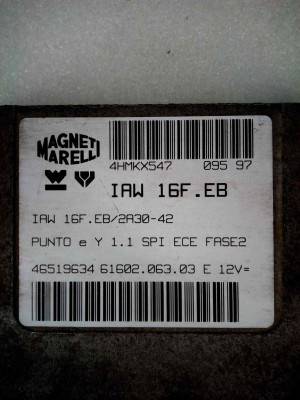 MAGNETI
MARELLI
4HMKX547 095 97
IAW 16F.EB
IAW 16F.EB/2A30-42
PUNTO e Y 1.1 SPI ECE FASE2
46519634 61602.063.03 E 12V=